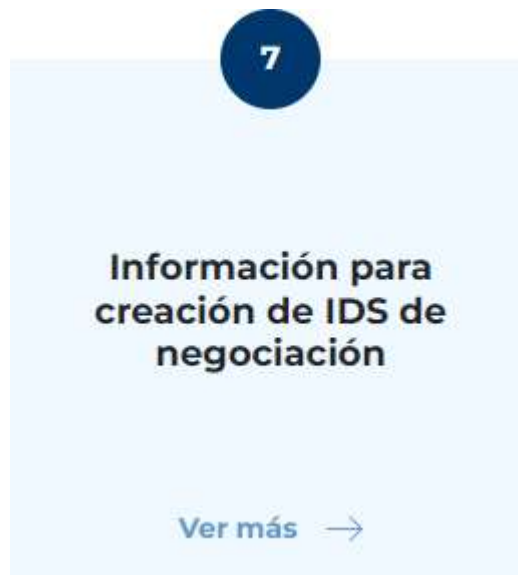 7
Información para
creación de IDS de
negociación
Ver más →